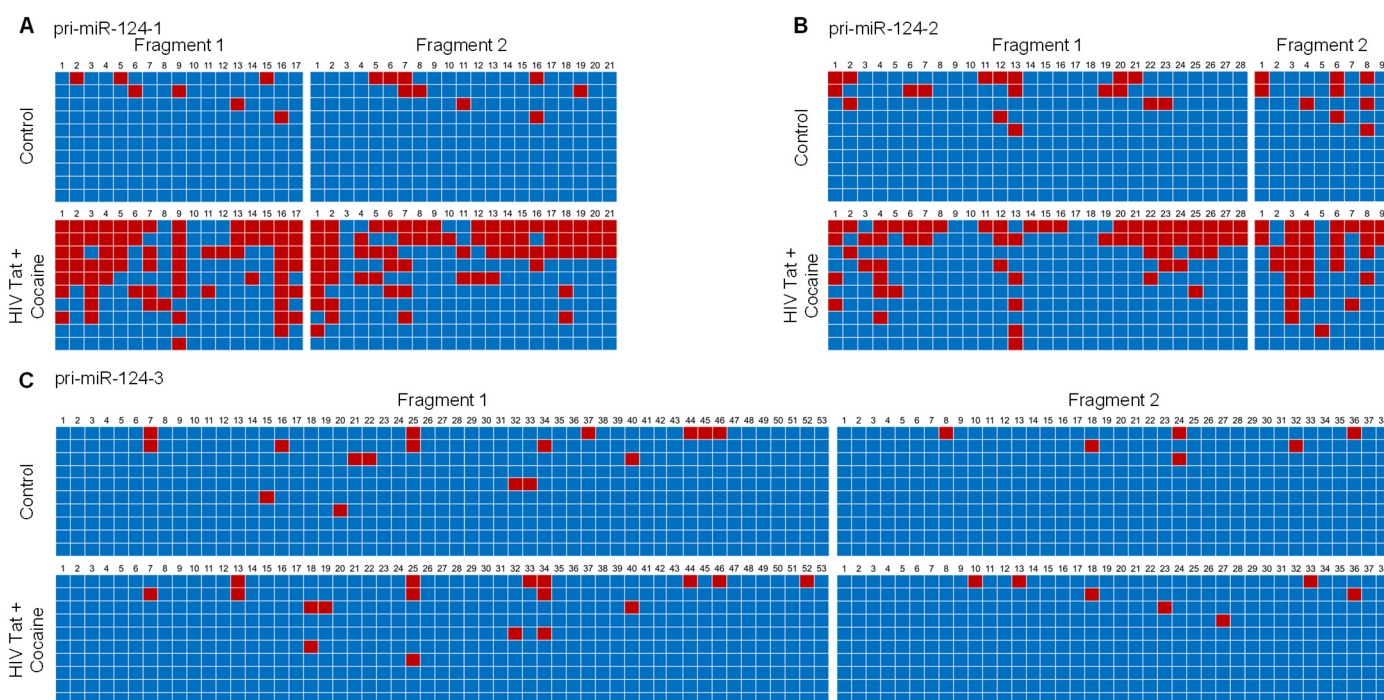 A pri-miR-124-1
Fragment 1 Fragment 2
1 2 3 4 5 6 7 8 9 10 11 12 13 14 15 16 17 1 2 3 4 5 6 7 8 9 10 11 12 13 14 15 16 17 18 19 20 21
Control
1 2 3 4 5 6 7 8 9 10 11 12 13 14 15 16 17 1 2 3 4 5 6 7 8 9 10 11 12 13 14 15 16 17 18 19 20 21
HIV Tat +
Cocaine
B pri-miR-124-2
Fragment 1 Fragment 2
1 2 3 4 5 6 7 8 9 10 11 12 13 14 15 16 17 18 19 20 21 22 23 24 25 26 27 28 1 2 3 4 5 6 7 8 9
Control
1 2 3 4 5 6 7 8 9 10 11 12 13 14 15 16 17 18 19 20 21 22 23 24 25 26 27 28 1 2 3 4 5 6 7 8 9
HIV Tat +
Cocaine
C pri-miR-124-3
Fragment 1 Fragment 2
1 2 3 4 5 6 7 8 9 10 11 12 13 14 15 16 17 18 19 20 21 22 23 24 25 26 27 28 29 30 31 32 33 34 35 36 37 38 39 40 41 42 43 44 45 46 47 48 49 50 51 52 53 1 2 3 4 5 6 7 8 9 10 11 12 13 14 15 16 17 18 19 20 21 22 23 24 25 26 27 28 29 30 31 32 33 34 35 36 37
Control
1 2 3 4 5 6 7 8 9 10 11 12 13 14 15 16 17 18 19 20 21 22 23 24 25 26 27 28 29 30 31 32 33 34 35 36 37 38 39 40 41 42 43 44 45 46 47 48 49 50 51 52 53 1 2 3 4 5 6 7 8 9 10 11 12 13 14 15 16 17 18 19 20 21 22 23 24 25 26 27 28 29 30 31 32 33 34 35 36 37
HIV Tat +
Cocaine